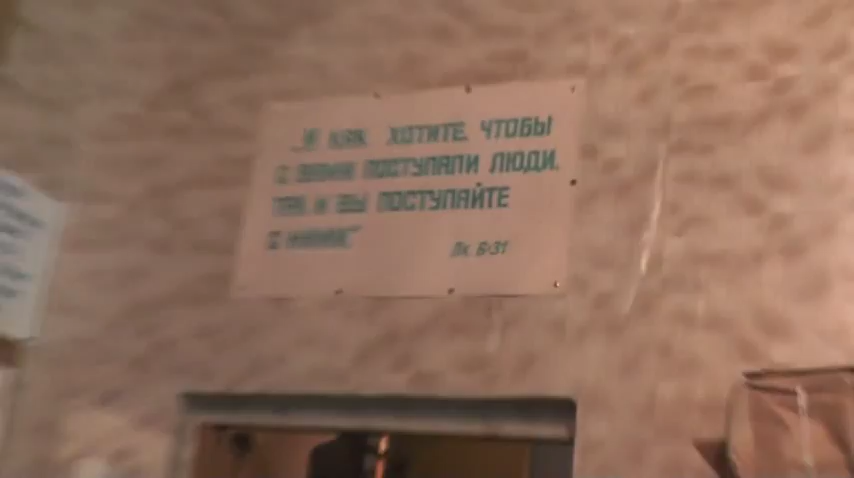 „И КАК ХОТИТЕ, ЧТОБЫ
С ВАМИ ПОСТУПАЛИ ЛЮДИ,
ТАК И ВЫ ПОСТУПАЙТЕ
С НИМИ“
Лк. 6-31